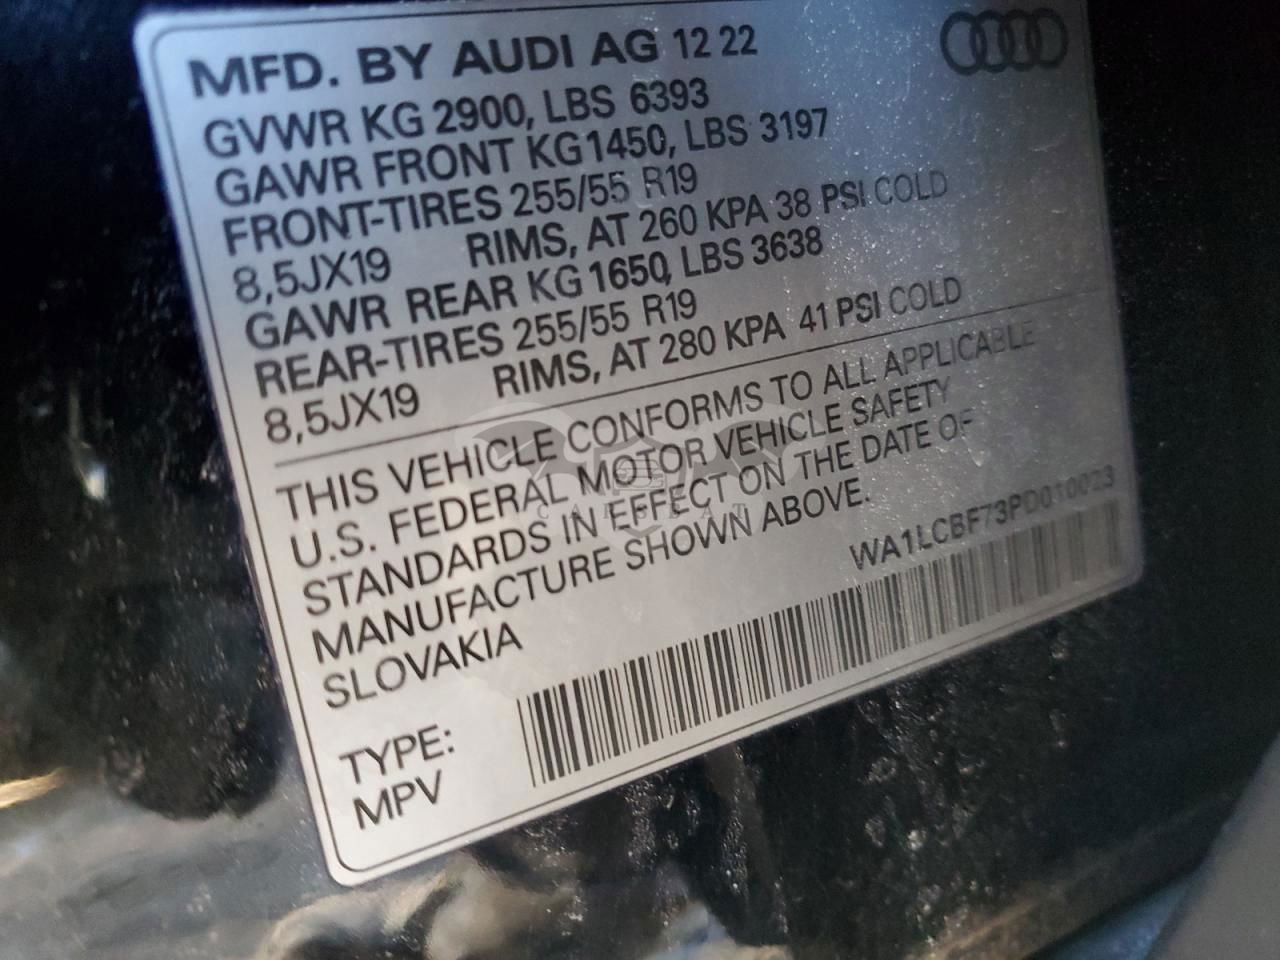 MFD. BY AUDI AG 12 22
GVWR KG 2900, LBS 6393
GAWR FRONT KG1450, LBS 3197
FRONT-TIRES 255/55 R19
8,5JX19 RIMS, AT 260 KPA 38 PSI COLD
GAWR REAR KG 1650, LBS 3638
REAR-TIRES 255/55 R19
8,5JX19 RIMS, AT 280 KPA 41 PSI COLD
THIS VEHICLE CONFORMS TO ALL APPLICABLE
U.S. FEDERAL MOTOR VEHICLE SAFETY
STANDARDS IN EFFECT ON THE DATE OF
MANUFACTURE SHOWN ABOVE.
SLOVAKIA
WA1LCBF73PD010023
TYPE:
MPV